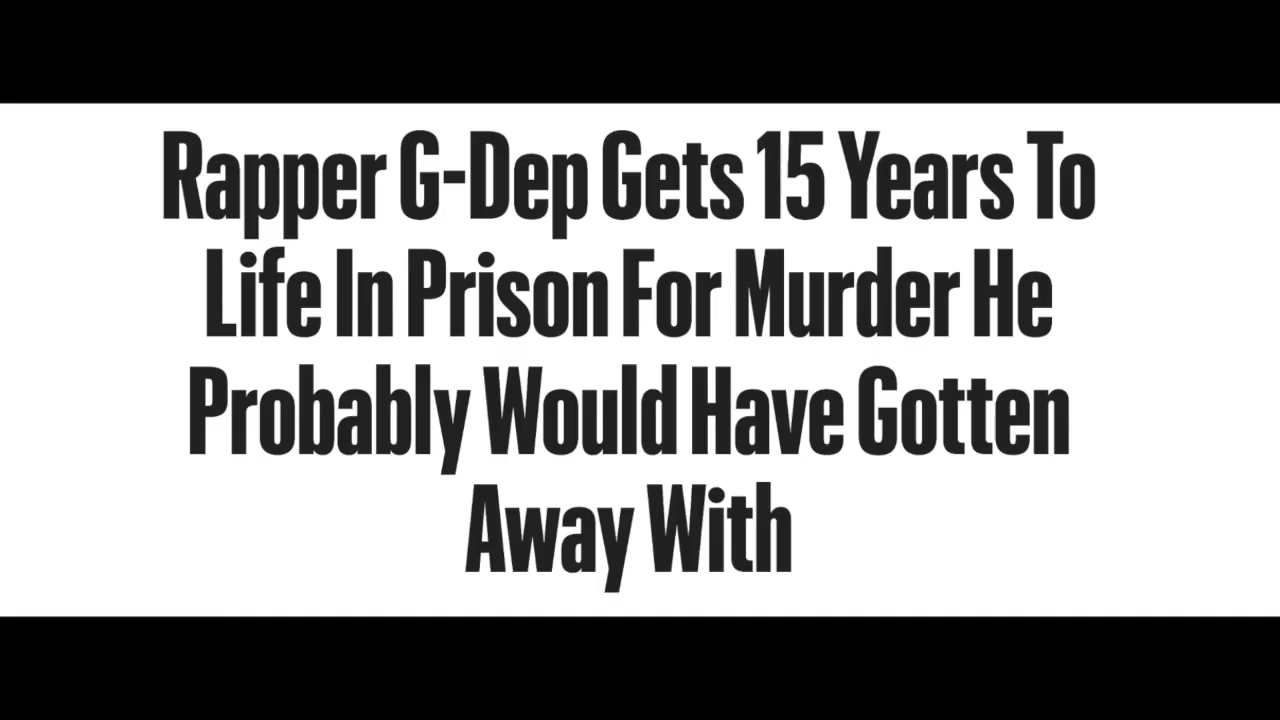 Rapper G-Dep Gets 15 Years To
Life In Prison For Murder He
Probably Would Have Gotten
Away With